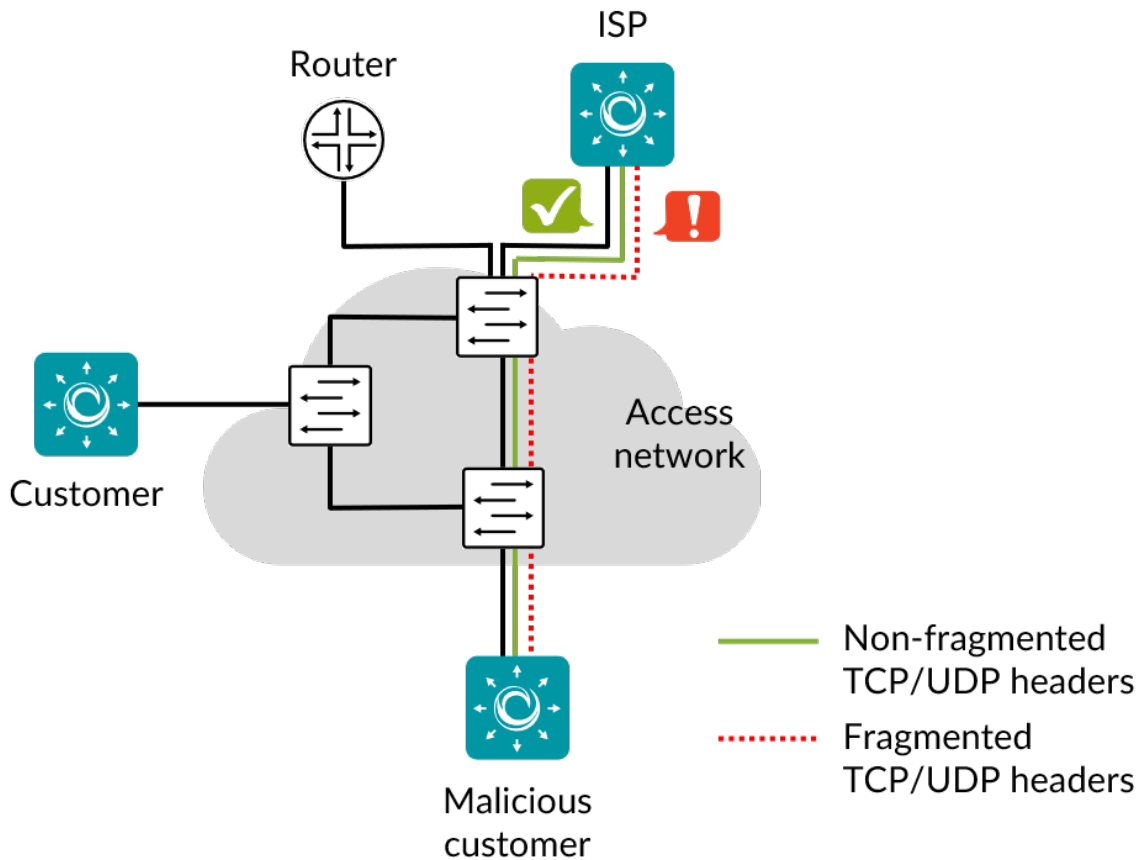 ISP
Router
Access
network
Customer
Non-fragmented
TCP/UDP headers
Fragmented
TCP/UDP headers
Malicious
customer